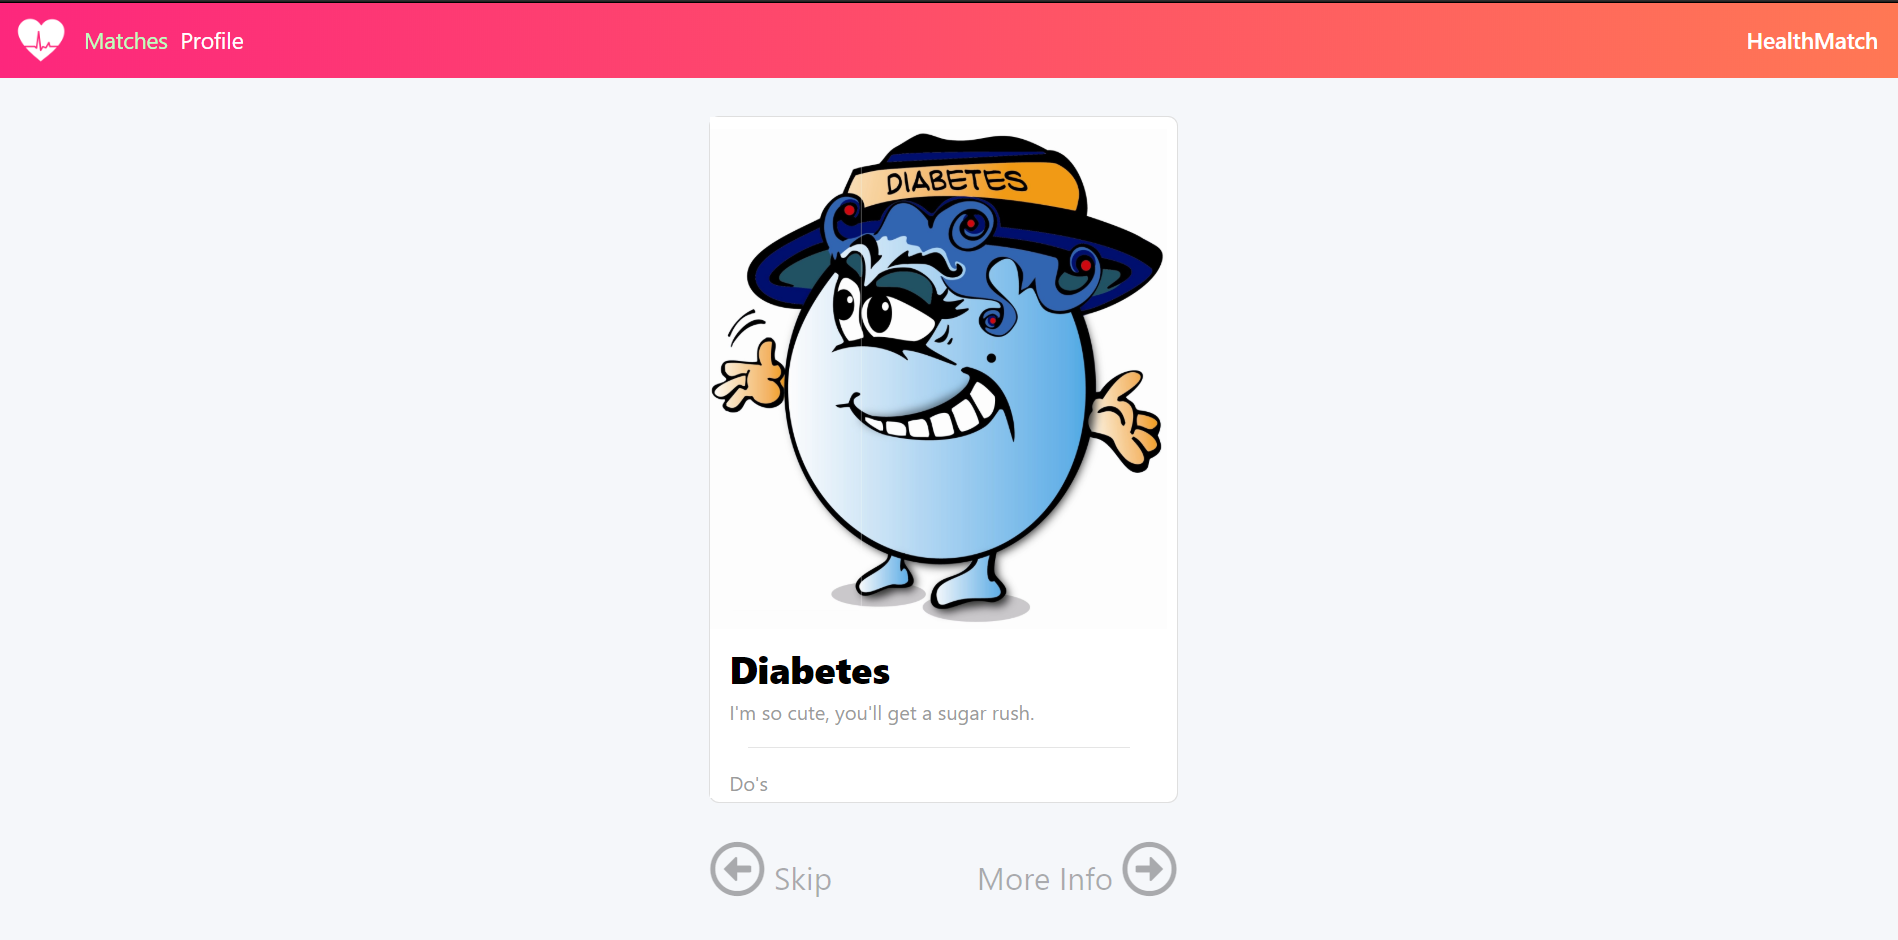 Matches Profile HealthMatch
DIABETES
Diabetes
I'm so cute, you'll get a sugar rush.
Do's
Skip More Info